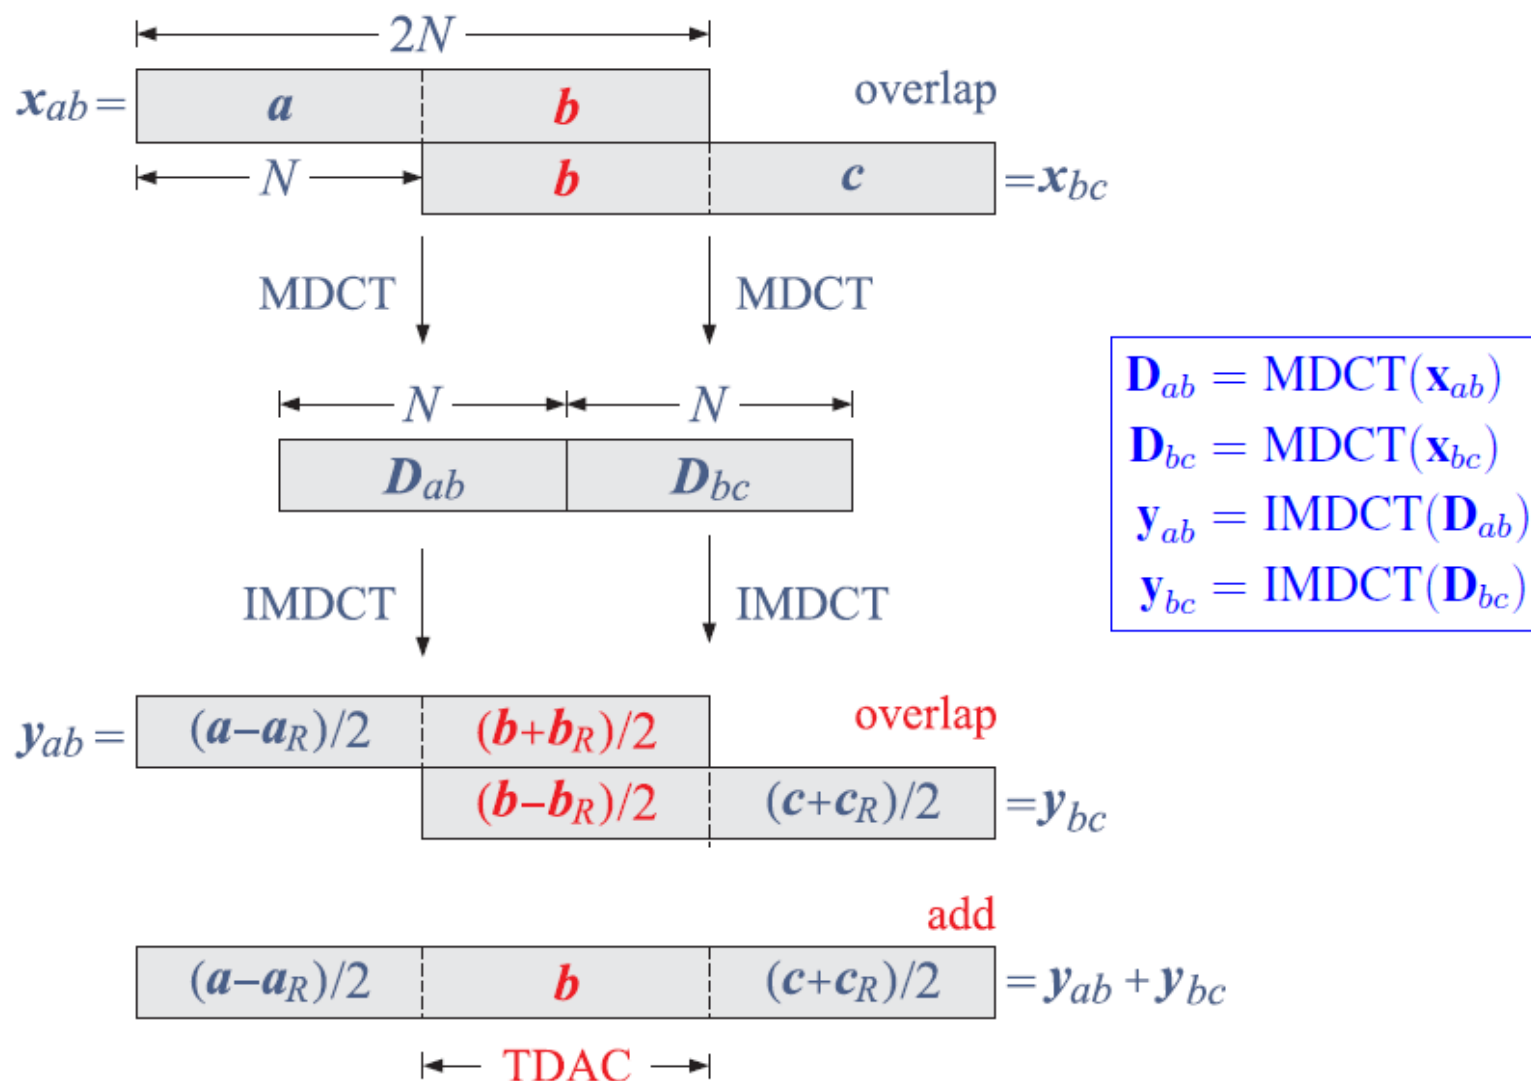 2N
x_ab = a b overlap
N b c = x_bc
MDCT MDCT
N N
D_ab D_bc
D_ab = MDCT(x_ab)
D_bc = MDCT(x_bc)
y_ab = IMDCT(D_ab)
y_bc = IMDCT(D_bc)
IMDCT IMDCT
y_ab = (a−a_R)/2 (b+b_R)/2 overlap
(b−b_R)/2 (c+c_R)/2 = y_bc
add
(a−a_R)/2 b (c+c_R)/2 = y_ab + y_bc
TDAC